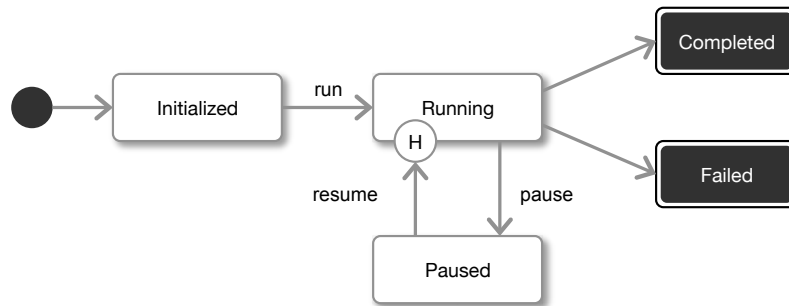 Completed
run
Initialized
Running
H
Failed
resume
pause
Paused